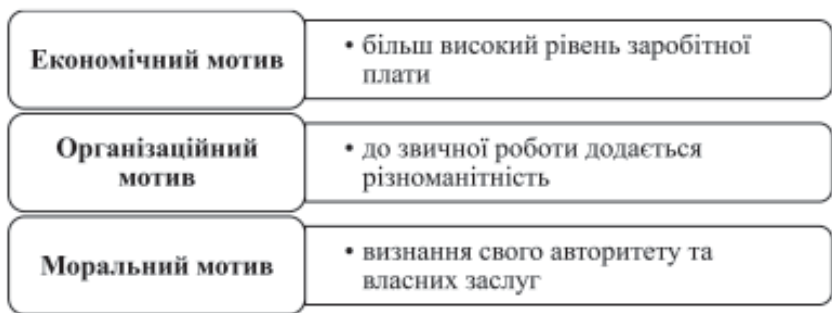 Економічний мотив
• більш високий рівень заробітної
плати
Організаційний
мотив
• до звичної роботи додається
різноманітність
Моральний мотив
• визнання свого авторитету та
власних заслуг